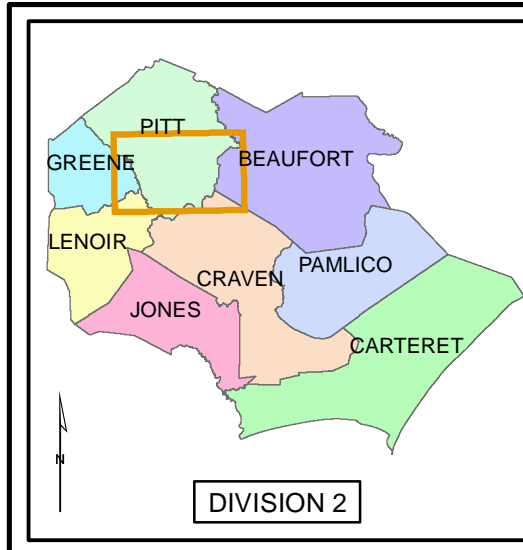 PITT
GREENE
BEAUFORT
LENOIR
CRAVEN
PAMLICO
JONES
CARTERET
N
DIVISION 2